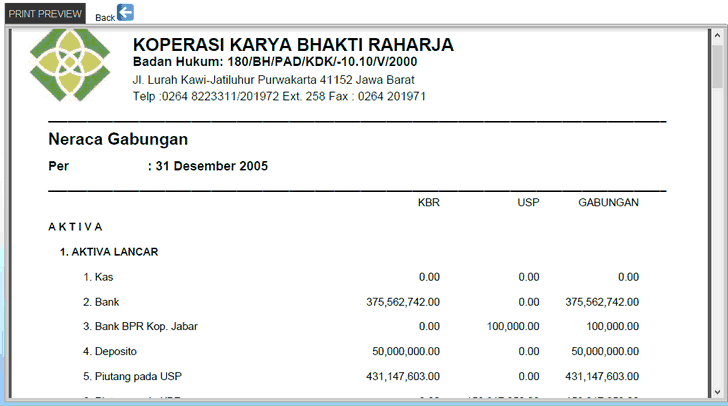 PRINT PREVIEW Back
KOPERASI KARYA BHAKTI RAHARJA
Badan Hukum: 180/BH/PAD/KDK/-10.10/V/2000
Jl. Lurah Kawi-Jatiluhur Purwakarta 41152 Jawa Barat
Telp :0264 8223311/201972 Ext. 258 Fax : 0264 201971
Neraca Gabungan
Per : 31 Desember 2005
KBR USP GABUNGAN
A K T I V A
1. AKTIVA LANCAR
1. Kas 0.00 0.00 0.00
2. Bank 375,562,742.00 0.00 375,562,742.00
3. Bank BPR Kop. Jabar 0.00 100,000.00 100,000.00
4. Deposito 50,000,000.00 0.00 50,000,000.00
5. Piutang pada USP 431,147,603.00 0.00 431,147,603.00